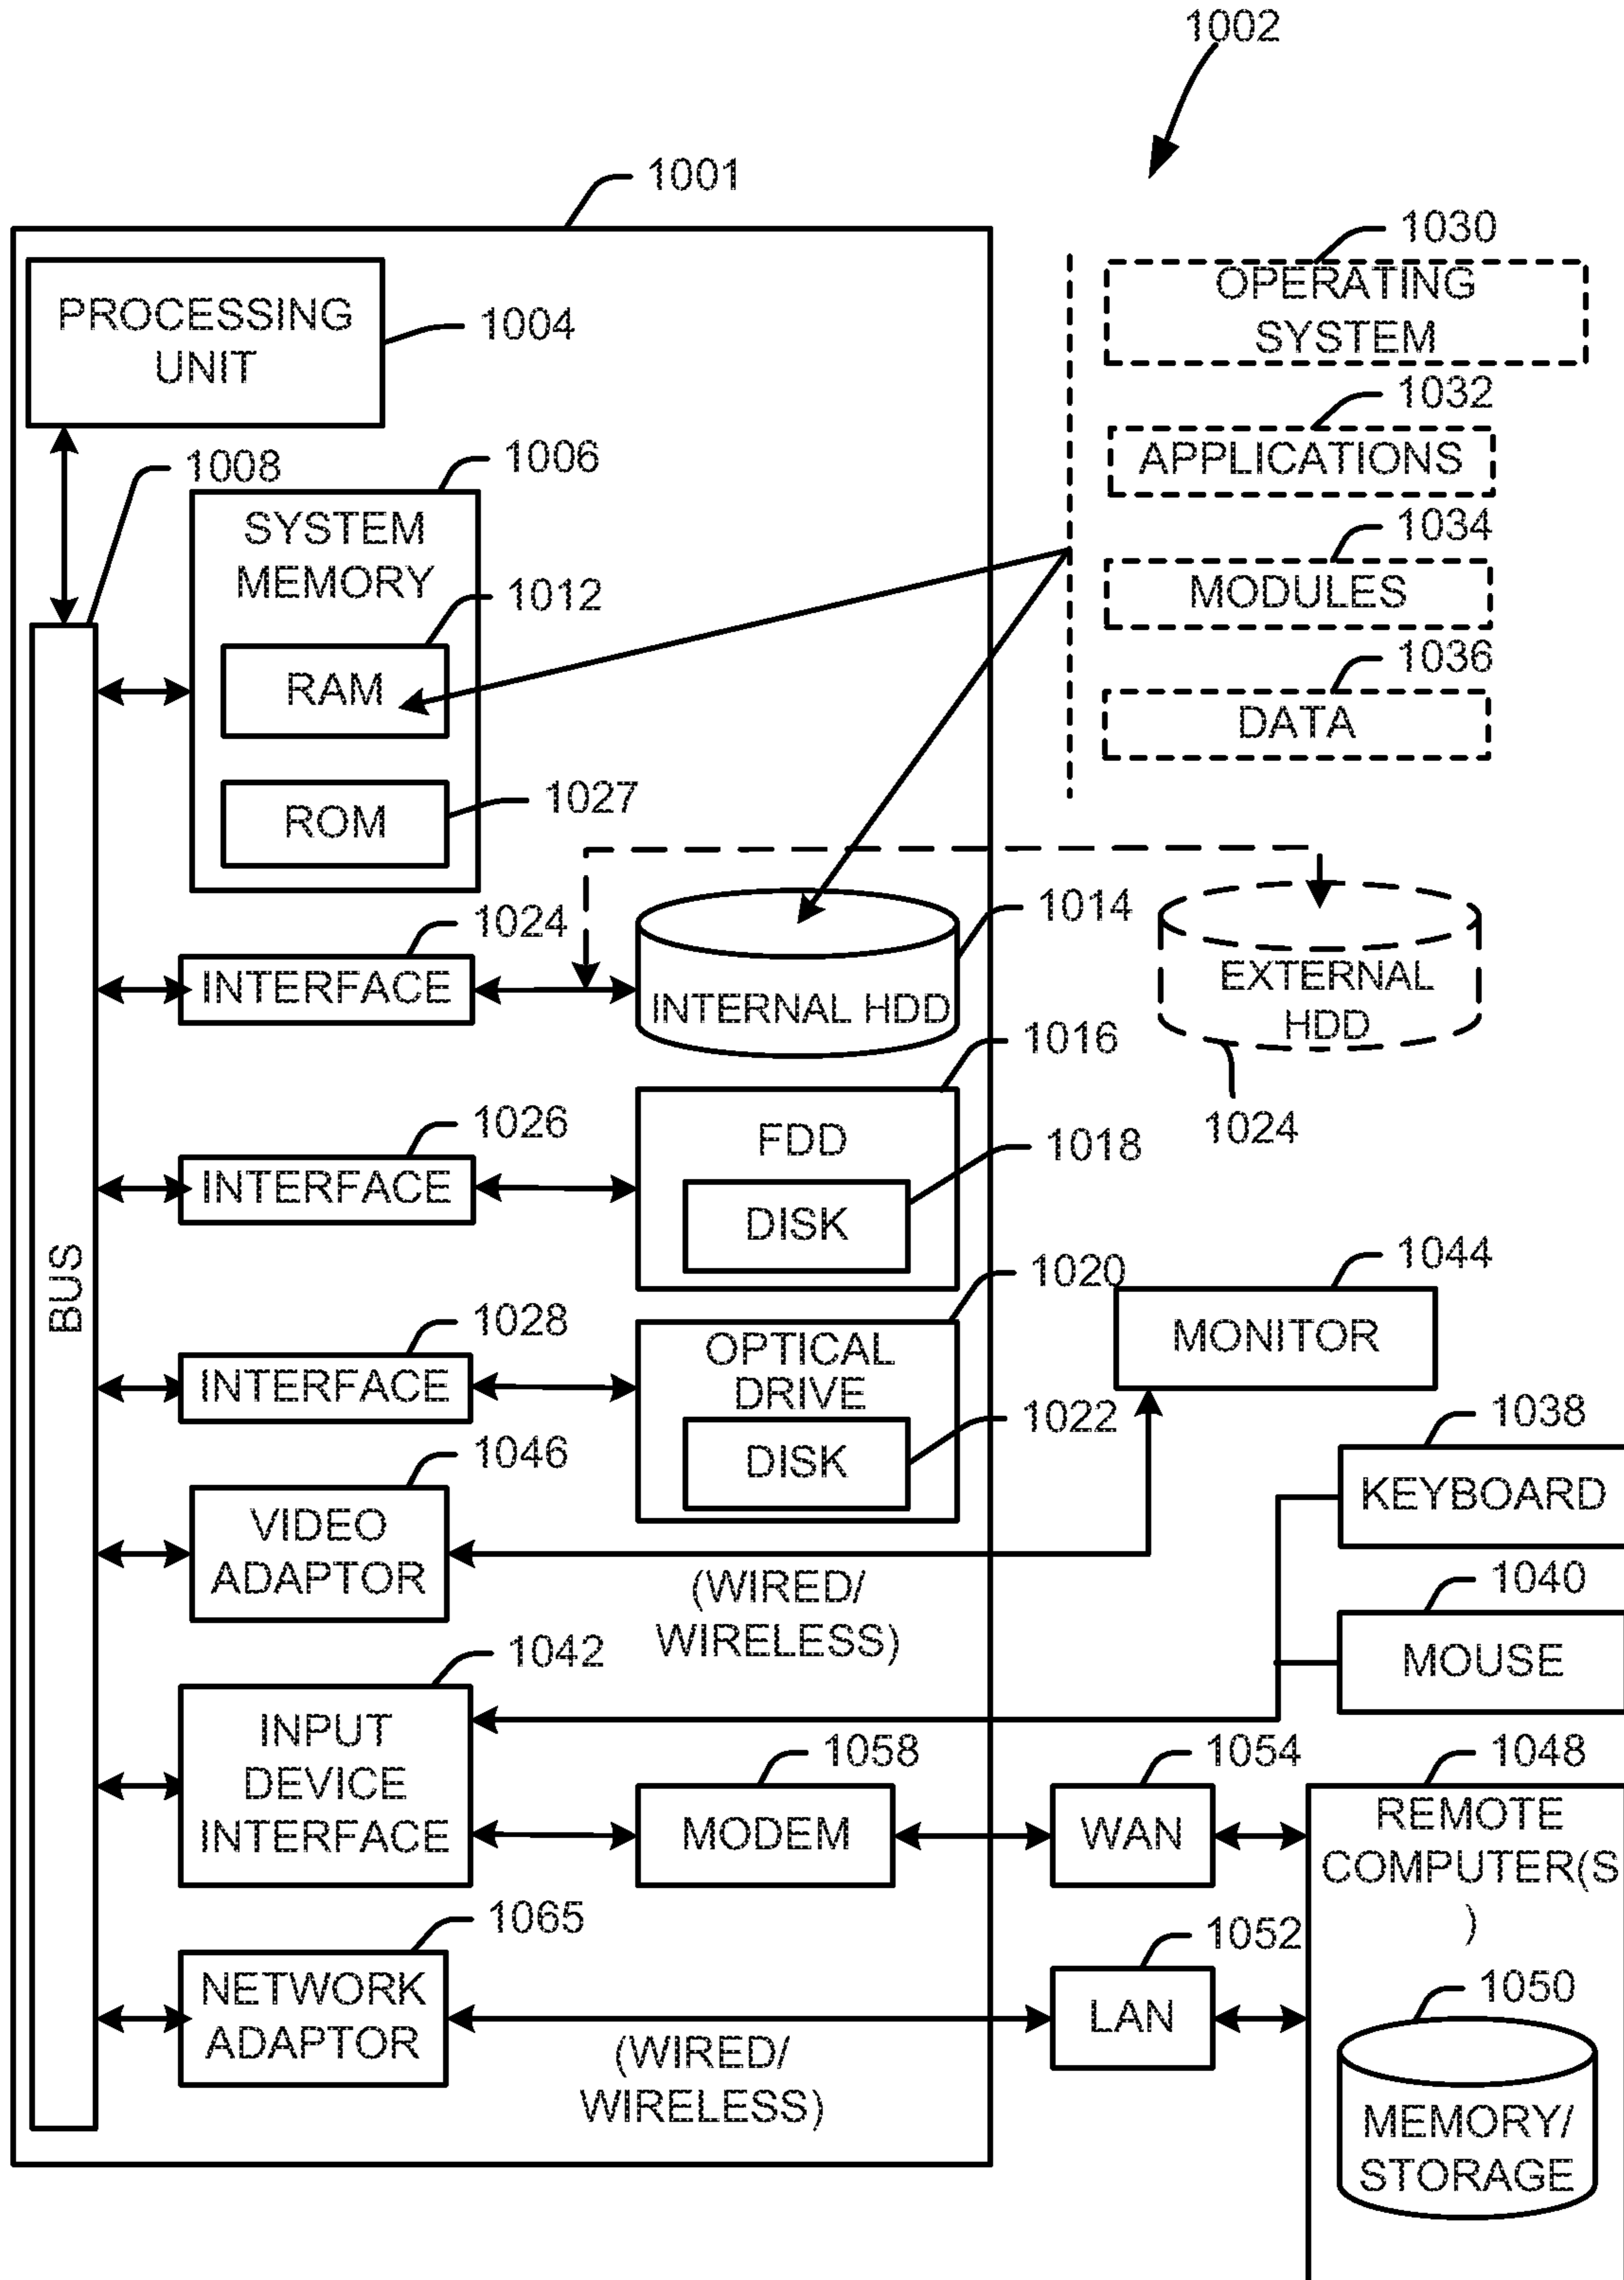 1002
1001
1030
OPERATING
SYSTEM
PROCESSING
UNIT
1004
1032
APPLICATIONS
1008
1006
SYSTEM
MEMORY
1034
MODULES
1012
RAM
1036
DATA
1027
ROM
1024
INTERFACE
1014
INTERNAL HDD
EXTERNAL
HDD
1024
1016
FDD
1026
INTERFACE
1018
DISK
BUS
1020
OPTICAL
DRIVE
1044
MONITOR
1028
INTERFACE
1022
DISK
1038
KEYBOARD
1046
VIDEO
ADAPTOR
(WIRED/
WIRELESS)
1040
MOUSE
1042
INPUT
DEVICE
INTERFACE
1058
MODEM
1054
WAN
1048
REMOTE
COMPUTER(S
)
1065
NETWORK
ADAPTOR
(WIRED/
WIRELESS)
1052
LAN
1050
MEMORY/
STORAGE